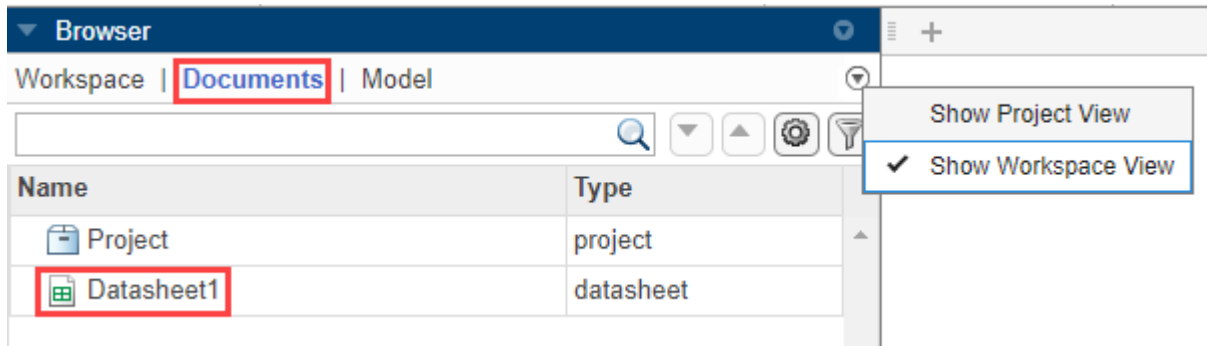 Browser
Workspace | Documents | Model
Show Project View
Show Workspace View
Name Type
Project project
Datasheet1 datasheet